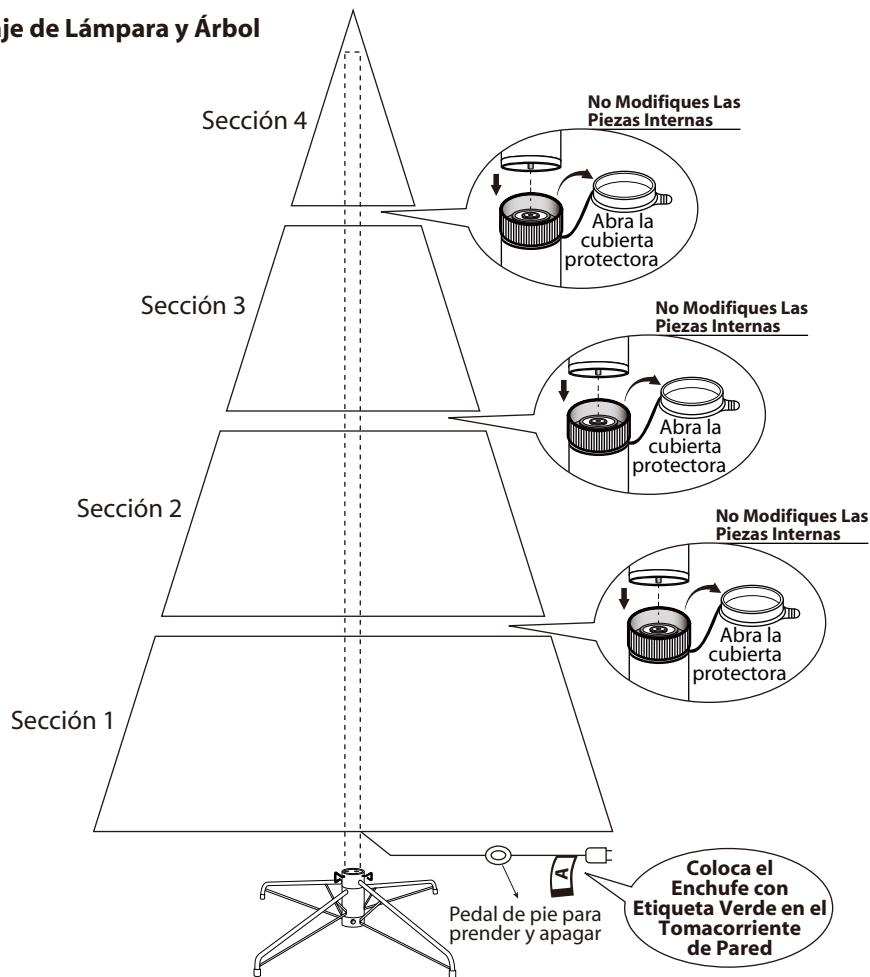 je de Lámpara y Árbol
Sección 4
No Modifiques Las
Piezas Internas
Abra la
cubierta
protectora
Sección 3
No Modifiques Las
Piezas Internas
Abra la
cubierta
protectora
Sección 2
No Modifiques Las
Piezas Internas
Abra la
cubierta
protectora
Sección 1
A
Pedal de pie para
prender y apagar
Coloca el
Enchufe con
Etiqueta Verde en el
Tomacorriente
de Pared